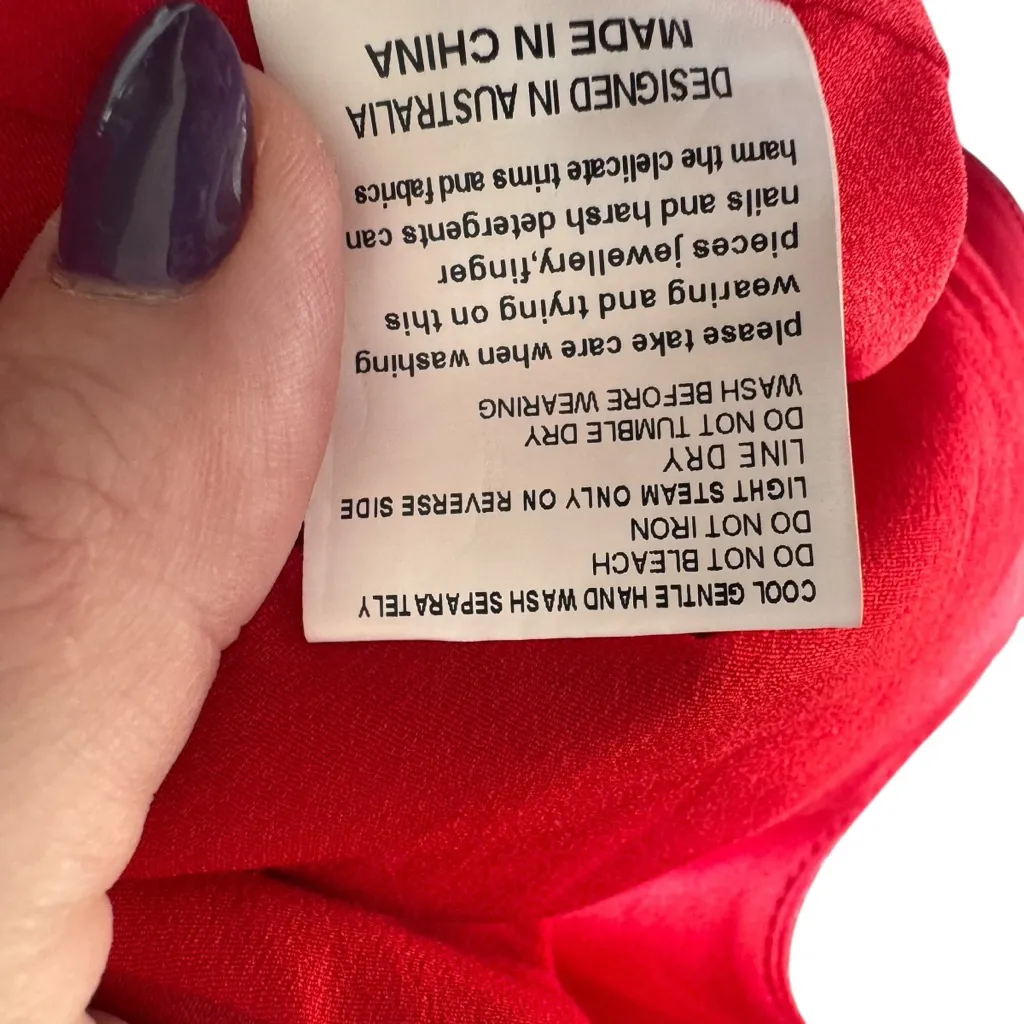 COOL GENTLE HAND WASH SEPARATELY
DO NOT BLEACH
DO NOT IRON
LIGHT STEAM ONLY ON REVERSE SIDE
LINE DRY
DO NOT TUMBLE DRY
WASH BEFORE WEARING
please take care when washing
wearing and trying on this
pieces jewellery,finger
nails and harsh detergents can
harm the clelicate trims and fabrics
DESIGNED IN AUSTRALIA
MADE IN CHINA